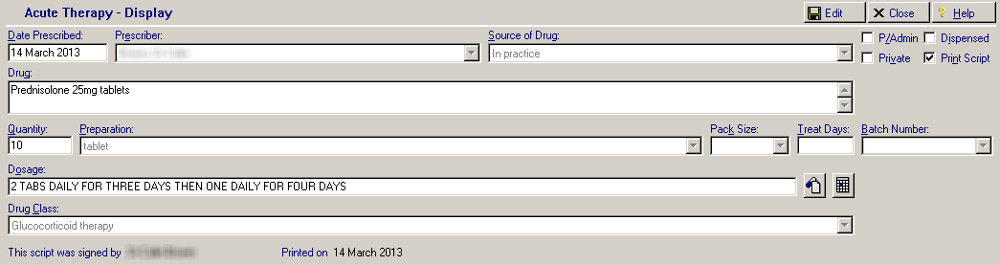 Acute Therapy - Display
Edit Close Help
Date Prescribed: Prescriber: Source of Drug: P/Admin Dispensed
14 March 2013 In practice Private Print Script
Drug:
Prednisolone 25mg tablets
Quantity: Preparation: Pack Size: Treat Days: Batch Number:
10 tablet
Dosage:
2 TABS DAILY FOR THREE DAYS THEN ONE DAILY FOR FOUR DAYS
Drug Class:
Glucocorticoid therapy
This script was signed by Printed on 14 March 2013